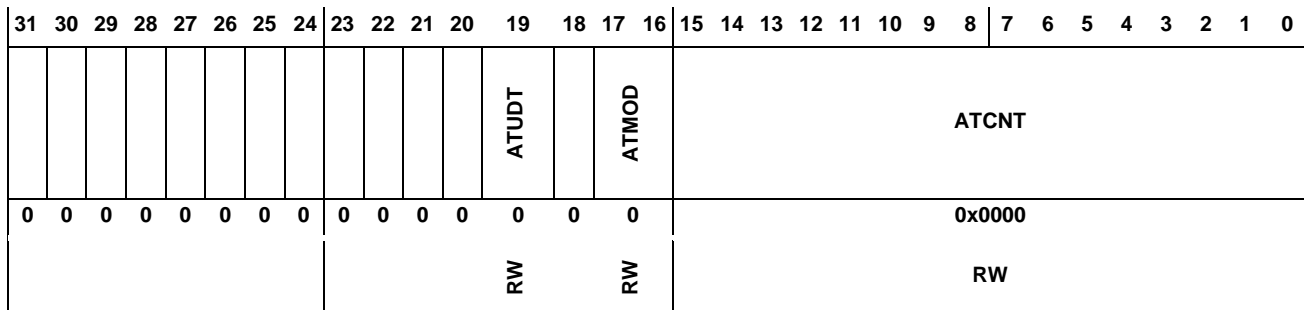 31 30 29 28 27 26 25 24 23 22 21 20 19 18 17 16 15 14 13 12 11 10 9 8 7 6 5 4 3 2 1 0
ATUDT ATMOD ATCNT
0 0 0 0 0 0 0 0 0 0 0 0 0 0 0 0x0000
RW RW RW